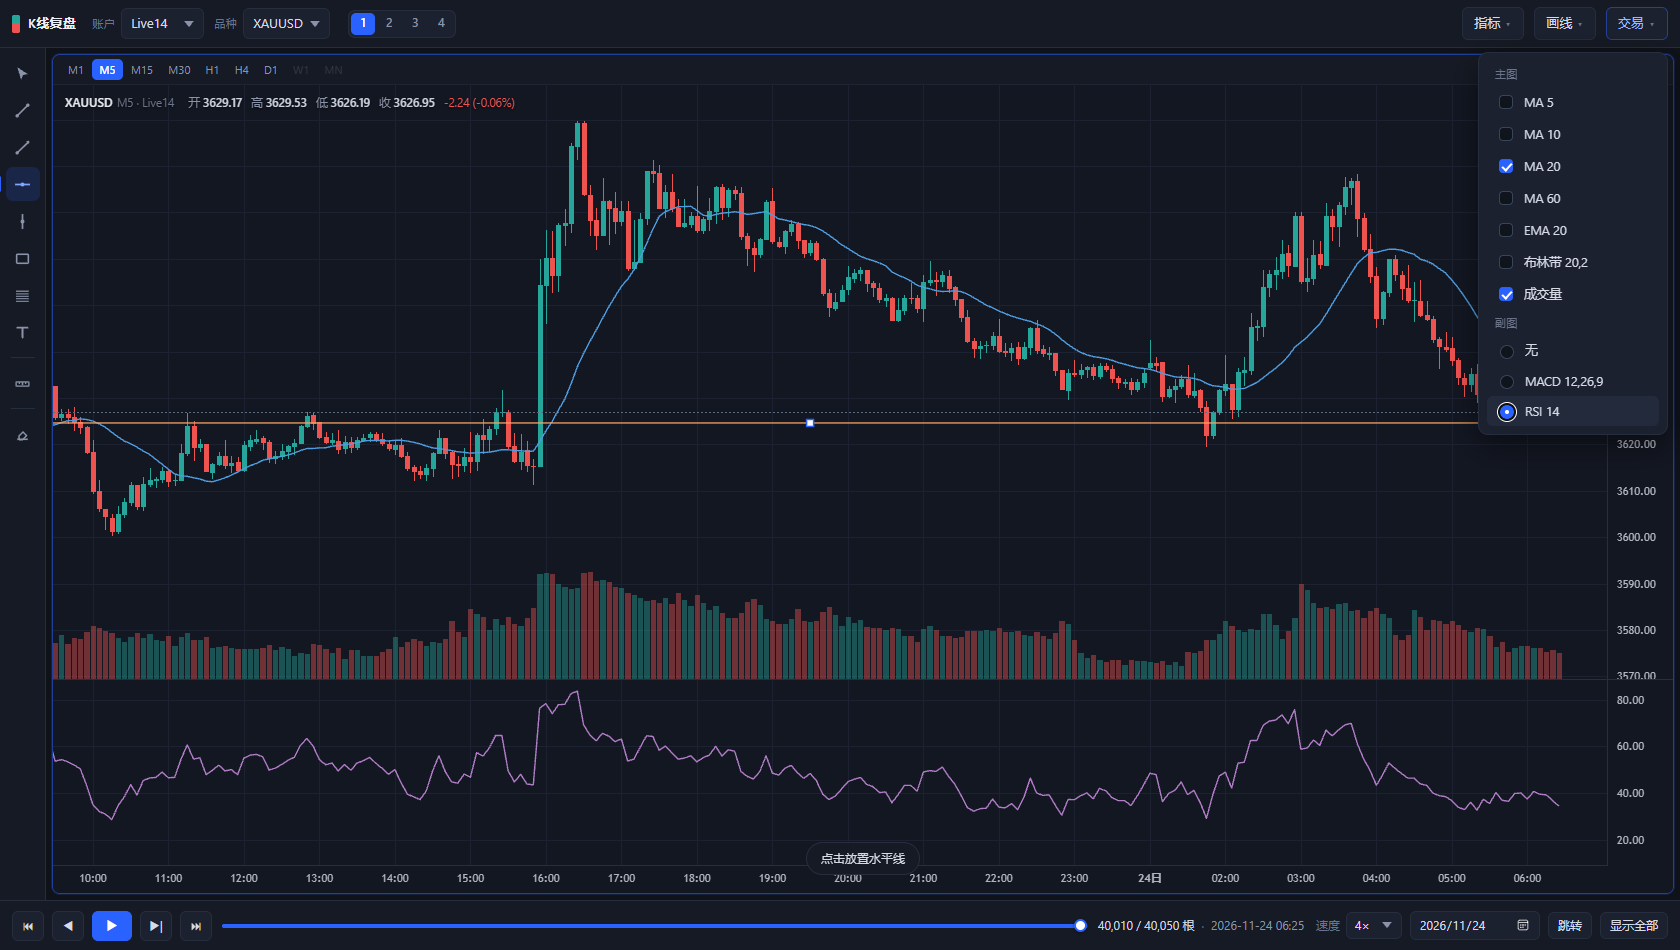 K线复盘 账户 Live14 品种 XAUUSD 1 2 3 4 指标 画线 交易
M1 M5 M15 M30 H1 H4 D1 W1 MN
XAUUSD M5 · Live14 开 3629.17 高 3629.53 低 3626.19 收 3626.95 -2.24 (-0.06%)
主图
MA 5
MA 10
MA 20
MA 60
EMA 20
布林带 20,2
成交量
副图
无
MACD 12,26,9
RSI 14
3620.00
3610.00
3600.00
3590.00
3580.00
3570.00
80.00
60.00
40.00
20.00
点击放置水平线
10:00 11:00 12:00 13:00 14:00 15:00 16:00 17:00 18:00 19:00 20:00 21:00 22:00 23:00 24日 02:00 03:00 04:00 05:00 06:00
40,010 / 40,050 根 · 2026-11-24 06:25 速度 4× 2026/11/24 跳转 显示全部